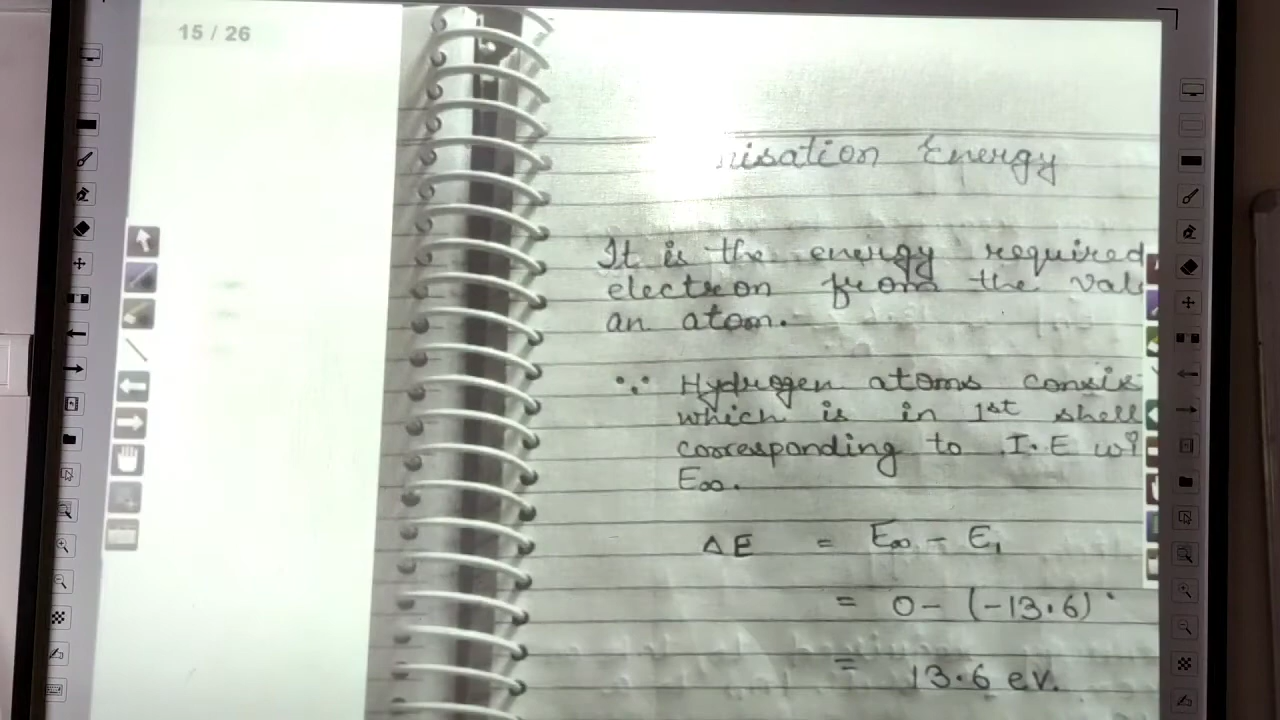 15 / 26
nisation Energy
It is the energy required
electron from the val
an atom.
∵ Hydrogen atoms consis
which is in 1st shell
corresponding to I.E wi
E∞.
ΔE = E∞ - E₁
= 0 - (-13.6)
= 13.6 ev.